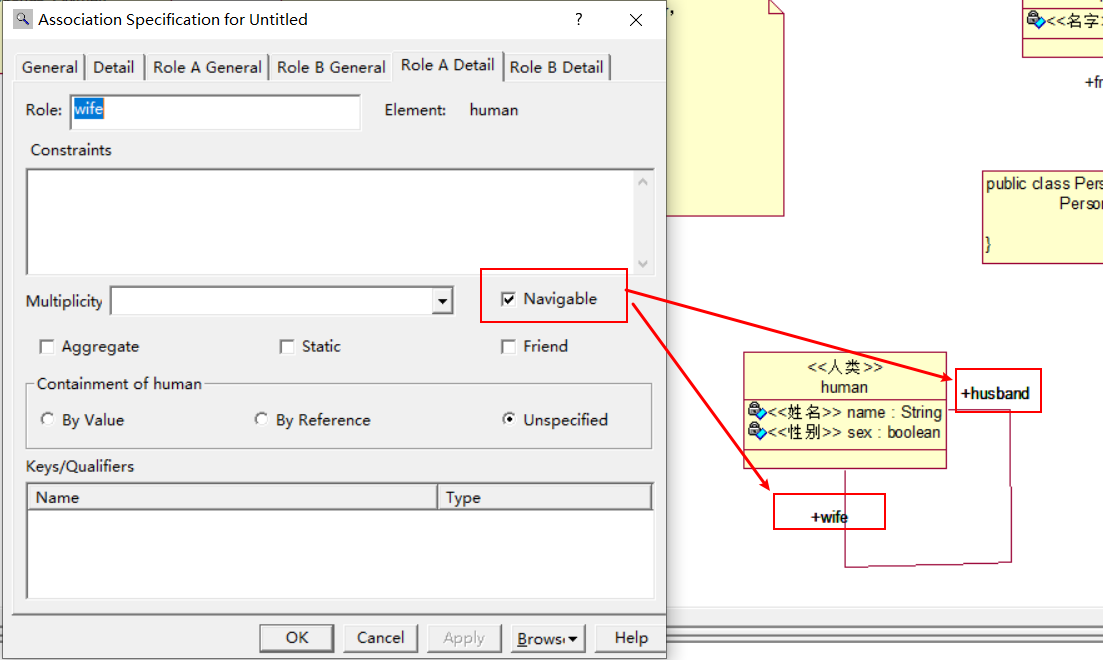 Association Specification for Untitled
?
General
Detail
Role A General
Role B General
Role A Detail
Role B Detail
Role: wife
Element: human
Constraints
Multiplicity
Navigable
Aggregate
Static
Friend
Containment of human
By Value
By Reference
Unspecified
Keys/Qualifiers
Name
Type
OK
Cancel
Apply
Brows
Help
<<名字
+fr
public class Pers
Person
}
<<人类>>
human
<<姓名>> name : String
<<性别>> sex : boolean
+husband
+wife